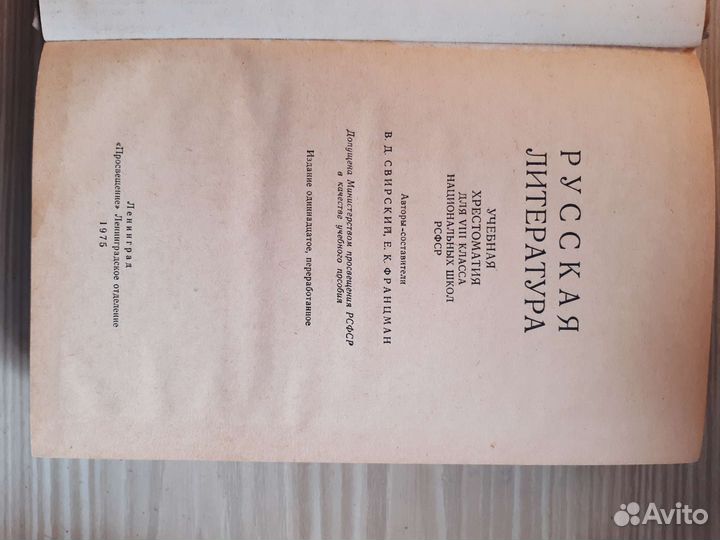 РУССКАЯ
ЛИТЕРАТУРА
УЧЕБНАЯ
ХРЕСТОМАТИЯ
ДЛЯ VIII КЛАССА
НАЦИОНАЛЬНЫХ ШКОЛ
РСФСР
Авторы-составители
В. Д. СВИРСКИЙ, Е. К. ФРАНЦМАН
Допущена Министерством просвещения РСФСР
в качестве учебного пособия
Издание одиннадцатое, переработанное
Ленинград
«Просвещение» Ленинградское отделение
1975
Avito